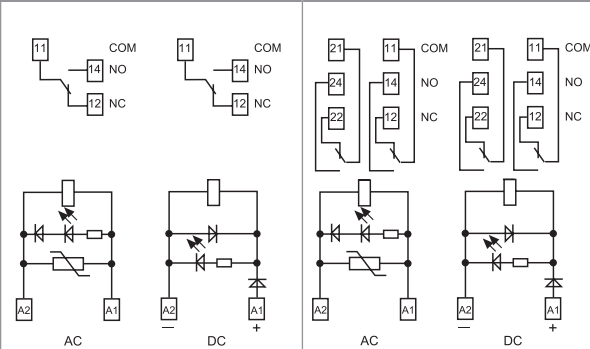 11 COM 11 COM 21 11 COM 21 11 COM
14 NO 14 NO 24 14 NO 24 14 NO
12 NC 12 NC 22 12 NC 22 12 NC
A2 A1 A2 A1 A2 A1 A2 A1
— + — +
AC DC AC DC